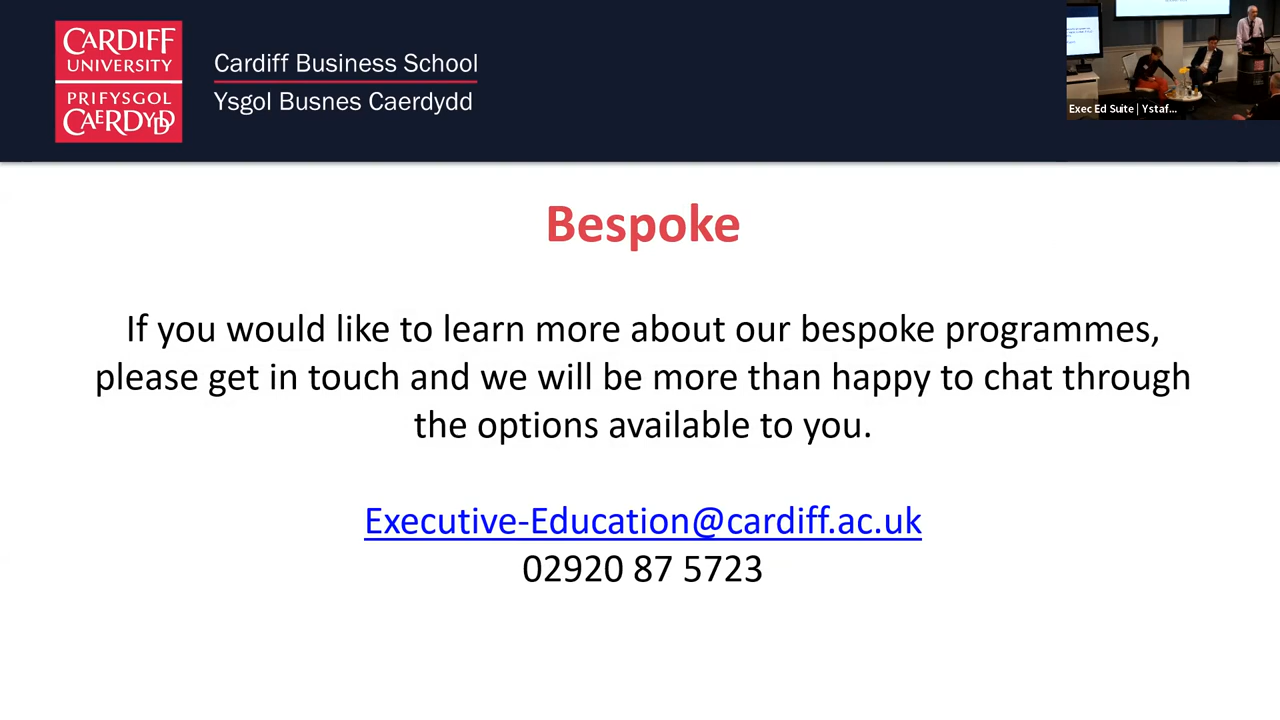 CARDIFF
UNIVERSITY
PRIFYSGOL
CAERDYDD
Cardiff Business School
Ysgol Busnes Caerdydd
Exec Ed Suite | Ystaf...
Bespoke
If you would like to learn more about our bespoke programmes,
please get in touch and we will be more than happy to chat through
the options available to you.
Executive-Education@cardiff.ac.uk
02920 87 5723